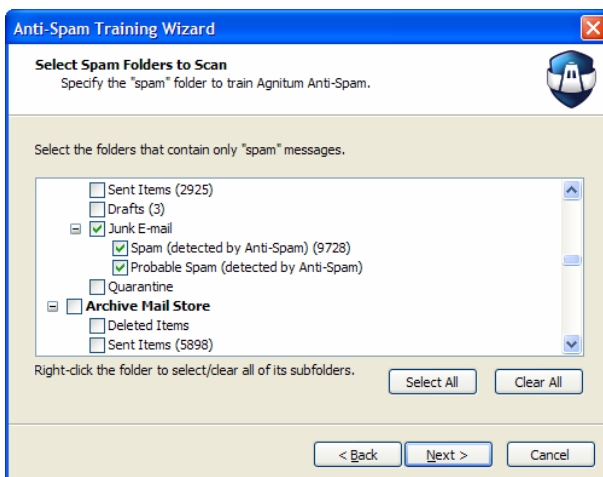 Anti-Spam Training Wizard
Select Spam Folders to Scan
Specify the "spam" folder to train Agnitum Anti-Spam.
Select the folders that contain only "spam" messages.
Sent Items (2925)
Drafts (3)
Junk E-mail
Spam (detected by Anti-Spam) (9728)
Probable Spam (detected by Anti-Spam)
Quarantine
Archive Mail Store
Deleted Items
Sent Items (5898)
Right-click the folder to select/clear all of its subfolders.
Select All Clear All
< Back Next > Cancel